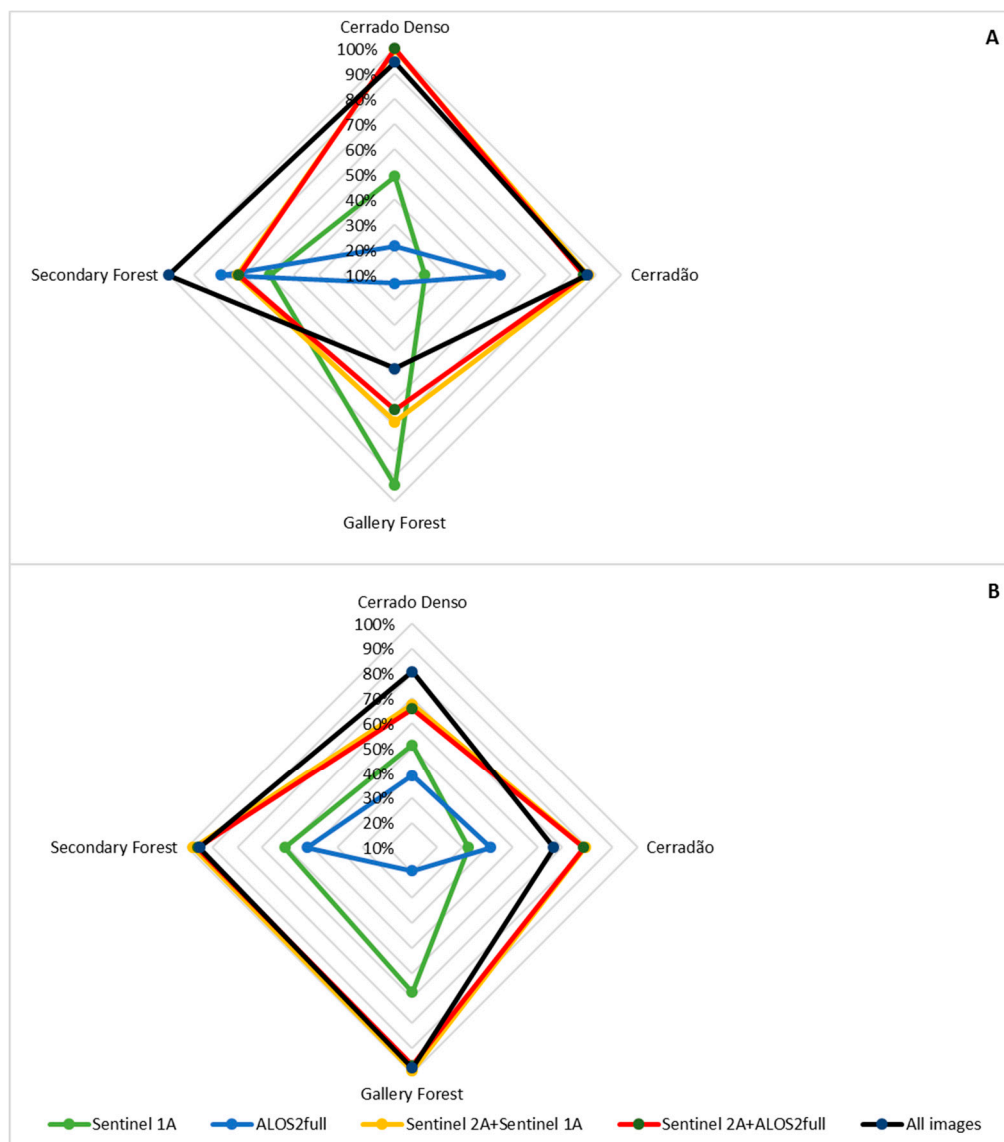 A
Cerrado Denso
100%
90%
80%
70%
60%
50%
40%
30%
20%
Secondary Forest 10% Cerradão
Gallery Forest
B
Cerrado Denso
100%
90%
80%
70%
60%
50%
40%
30%
20%
Secondary Forest 10% Cerradão
Gallery Forest
Sentinel 1A ALOS2full Sentinel 2A+Sentinel 1A Sentinel 2A+ALOS2full All images